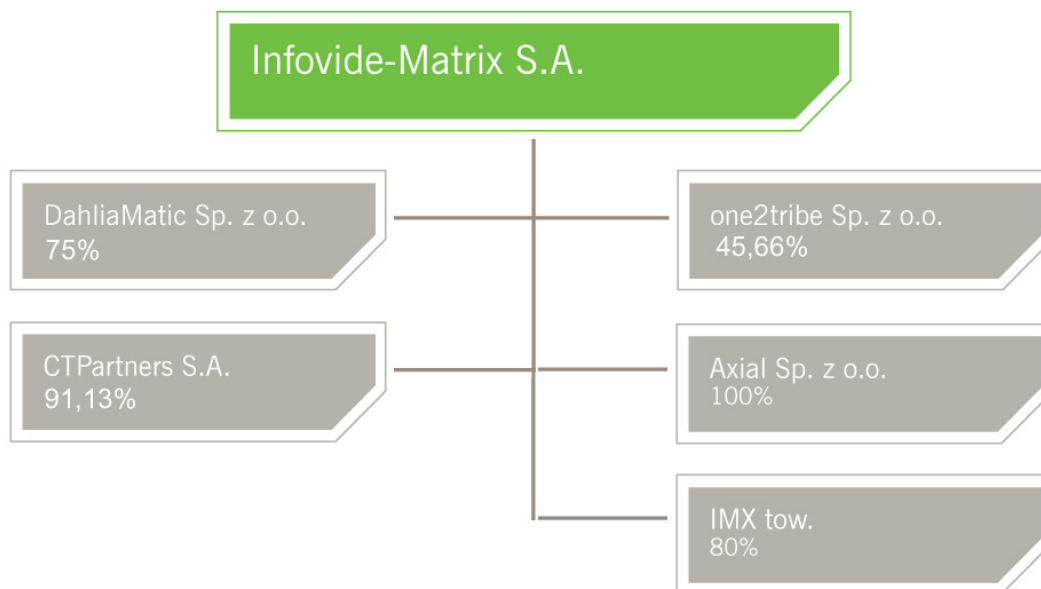 Infovide-Matrix S.A.
DahliaMatic Sp. z o.o.
75%
one2tribe Sp. z o.o.
45,66%
CTPartners S.A.
91,13%
Axial Sp. z o.o.
100%
IMX tow.
80%